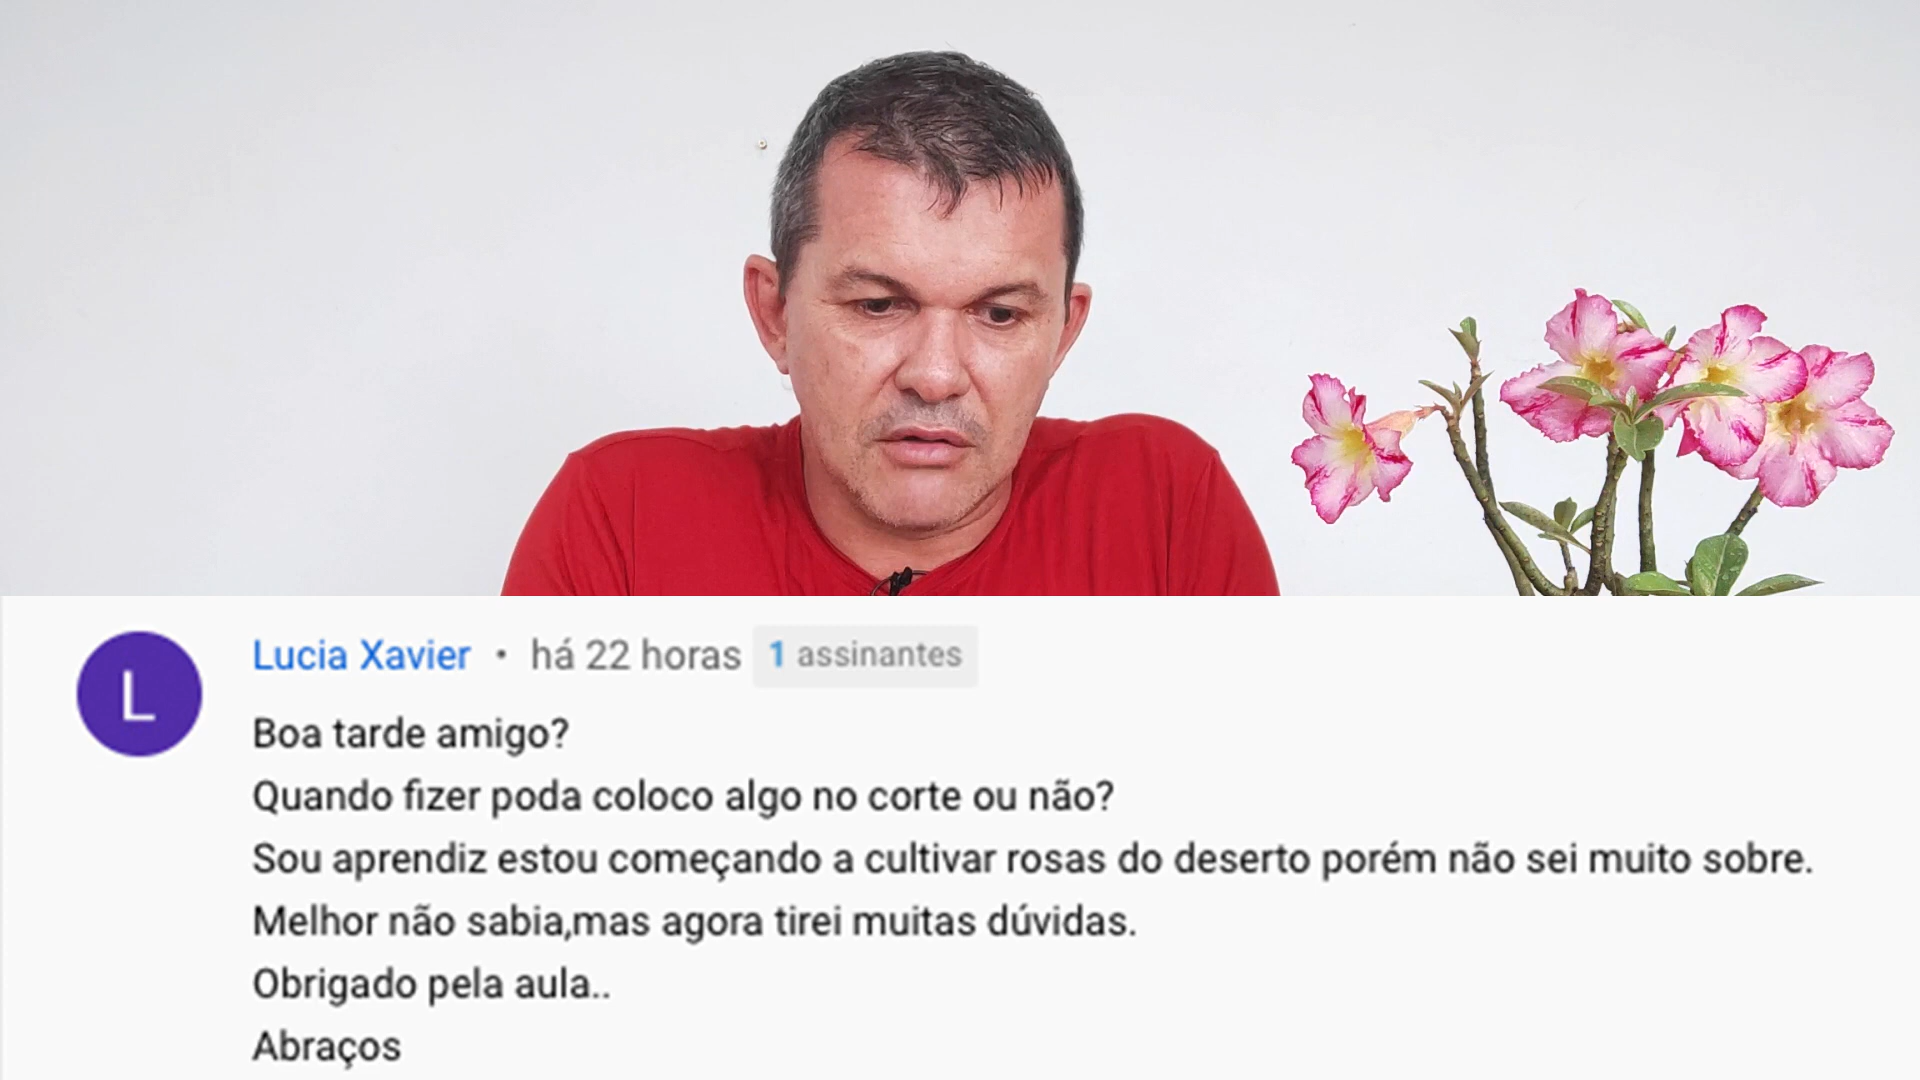 L
Lucia Xavier • há 22 horas 1 assinantes
Boa tarde amigo?
Quando fizer poda coloco algo no corte ou não?
Sou aprendiz estou começando a cultivar rosas do deserto porém não sei muito sobre.
Melhor não sabia,mas agora tirei muitas dúvidas.
Obrigado pela aula..
Abraços